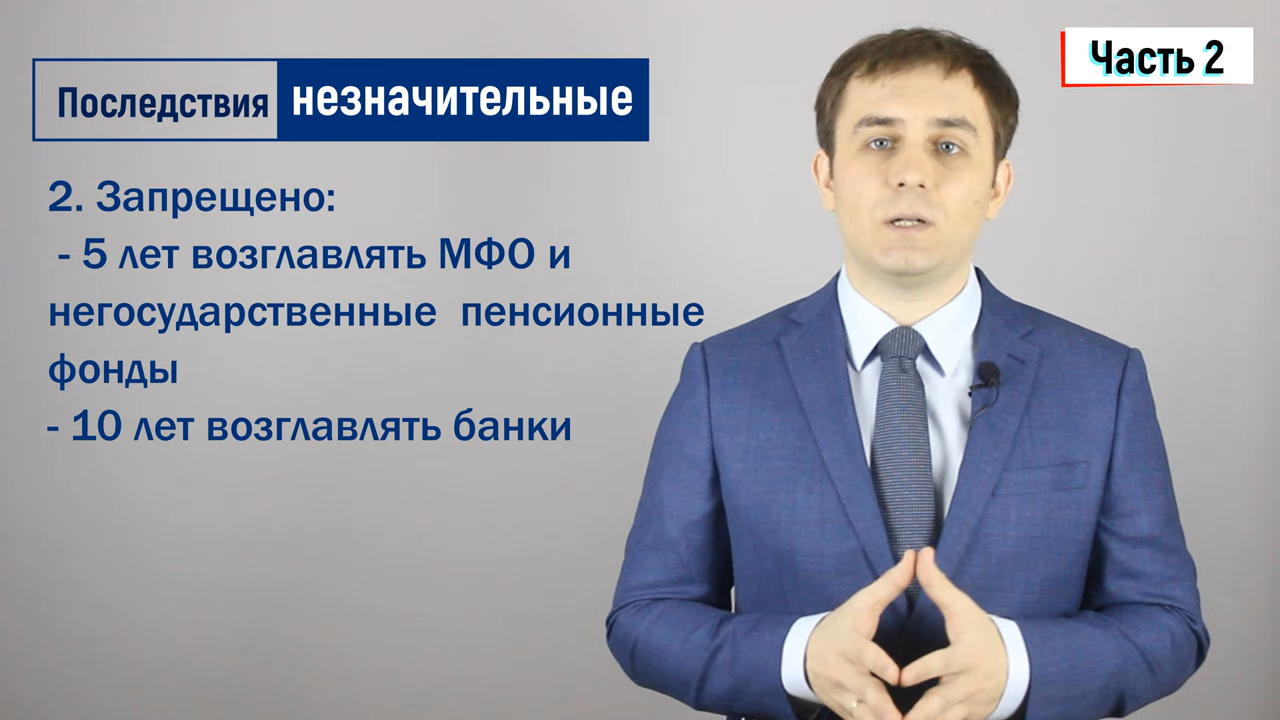 Последствия незначительные
Часть 2
2. Запрещено:
- 5 лет возглавлять МФО и
негосударственные пенсионные
фонды
- 10 лет возглавлять банки